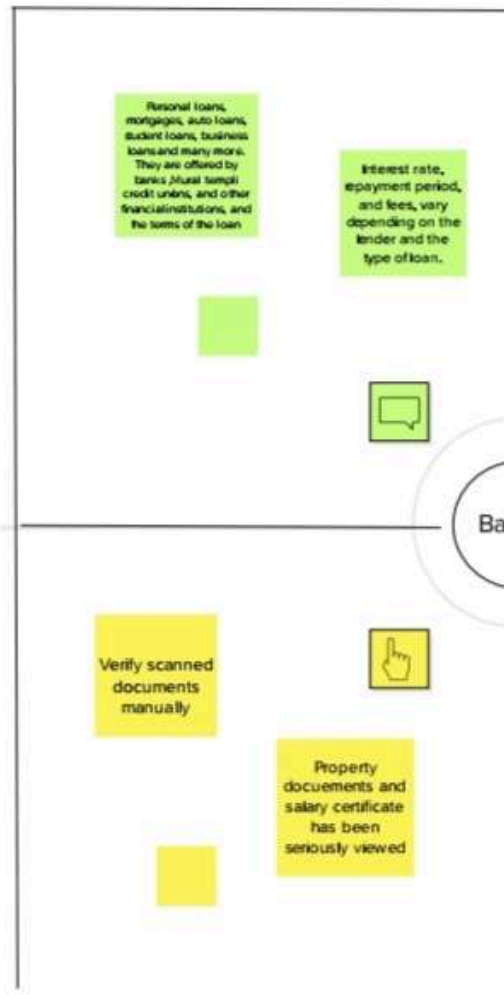 Personal loans,
mortgages, auto loans,
student loans, business
loans and many more.
They are offered by
banks ,Mural templ
credit unions, and other
financial institutions, and
the terms of the loan
Interest rate,
repayment period,
and fees, vary
depending on the
lender and the
type of loan.
Ba
Verify scanned
documents
manually
Property
docuements and
salary certificate
has been
seriously viewed